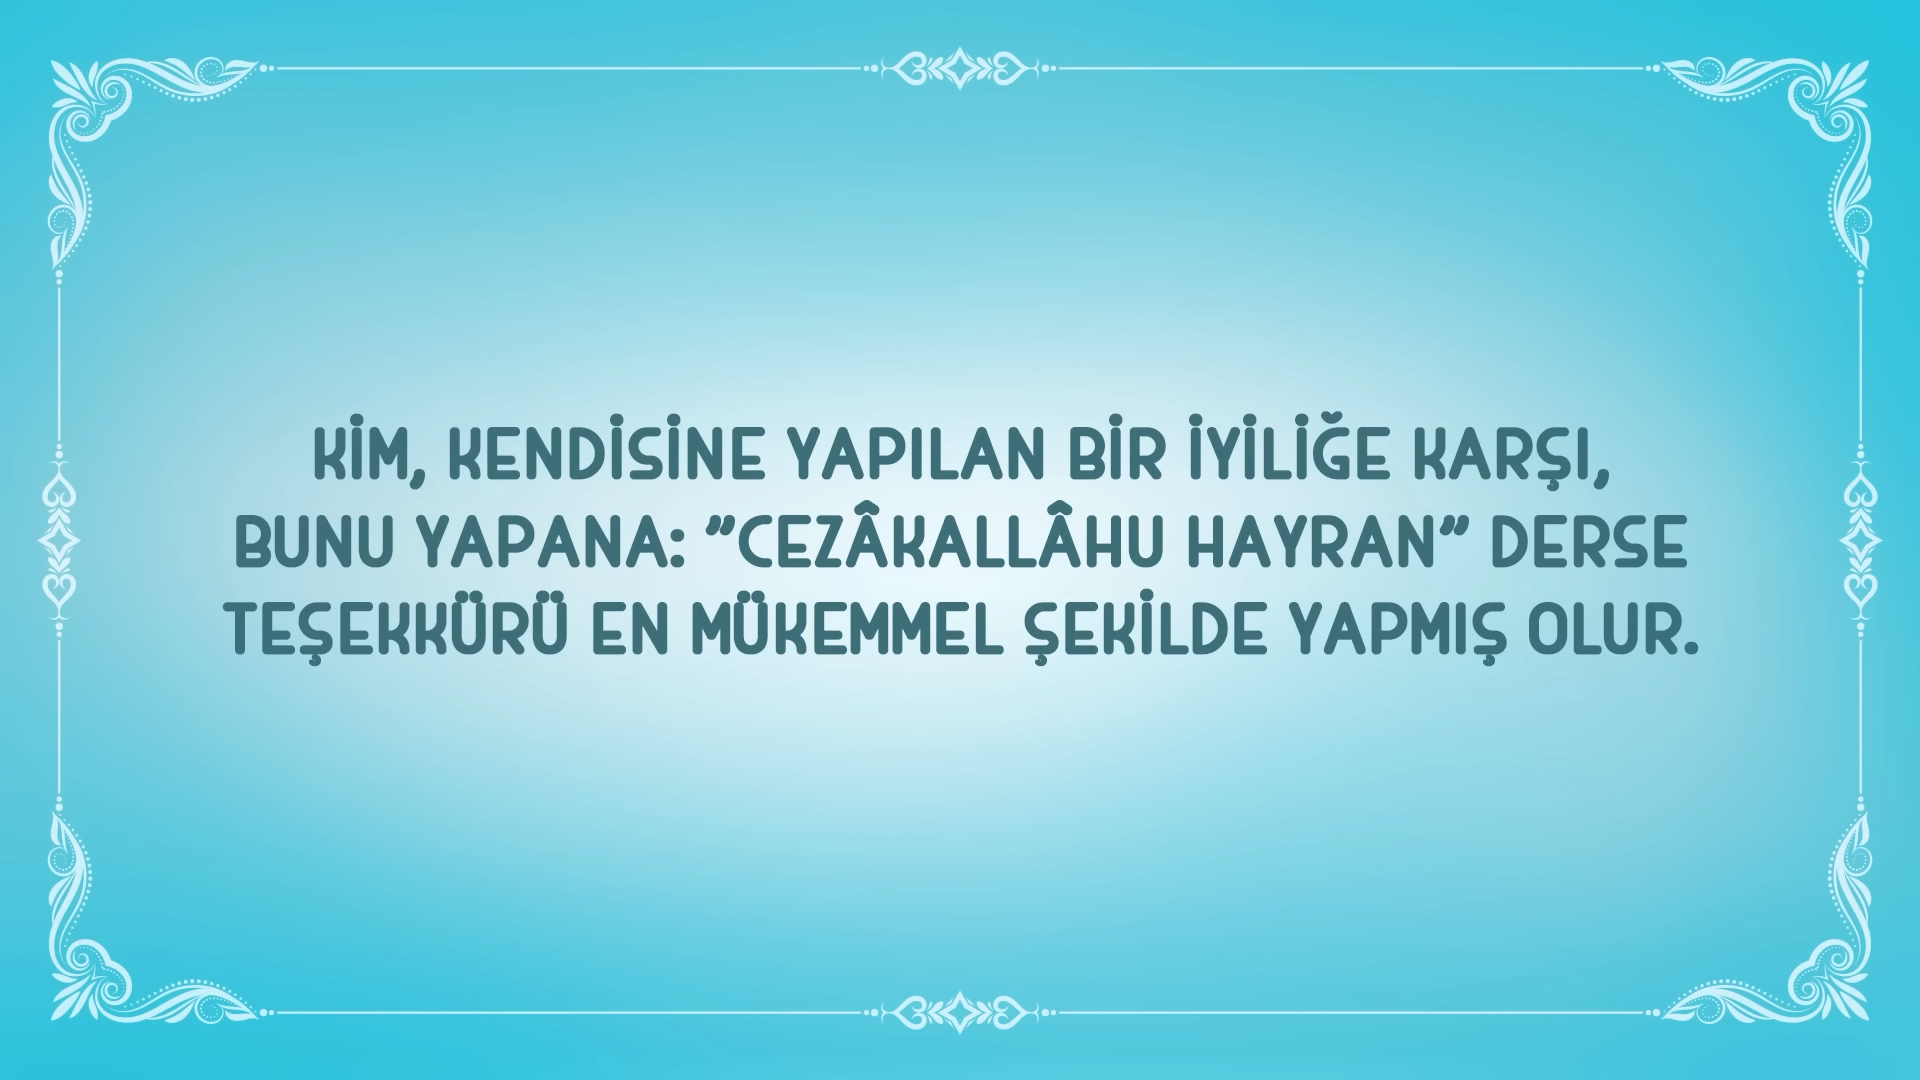 KİM, KENDİSİNE YAPILAN BİR İYİLİĞE KARŞI,
BUNU YAPANA: "CEZÂKALLÂHU HAYRAN" DERSE
TEŞEKKÜRÜ EN MÜKEMMEL ŞEKİLDE YAPMIŞ OLUR.